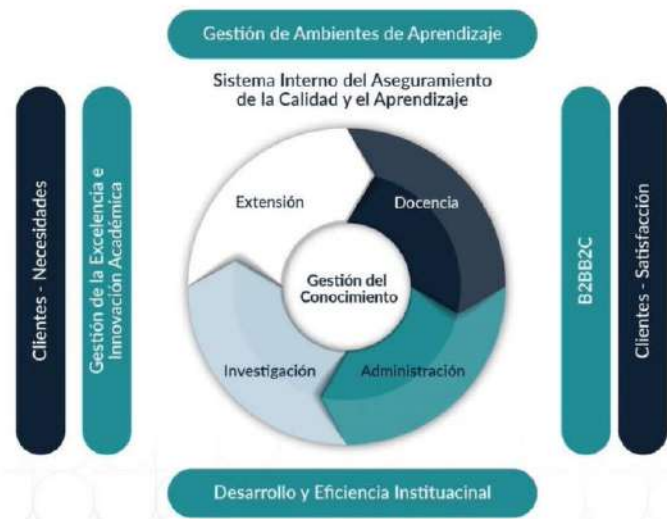 Gestión de Ambientes de Aprendizaje
Sistema Interno del Aseguramiento
de la Calidad y el Aprendizaje
Clientes - Necesidades
Gestión de la Excelencia e
Innovación Académica
Extensión
Docencia
Gestión del
Conocimiento
Investigación
Administración
B2BB2C
Clientes - Satisfacción
Desarrollo y Eficiencia Instituacinal